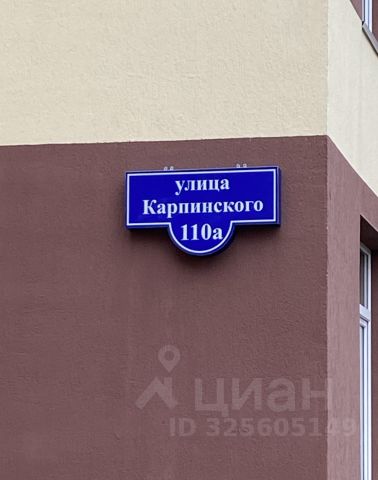 улица
Карпинского
110а
циан
ID 325605149